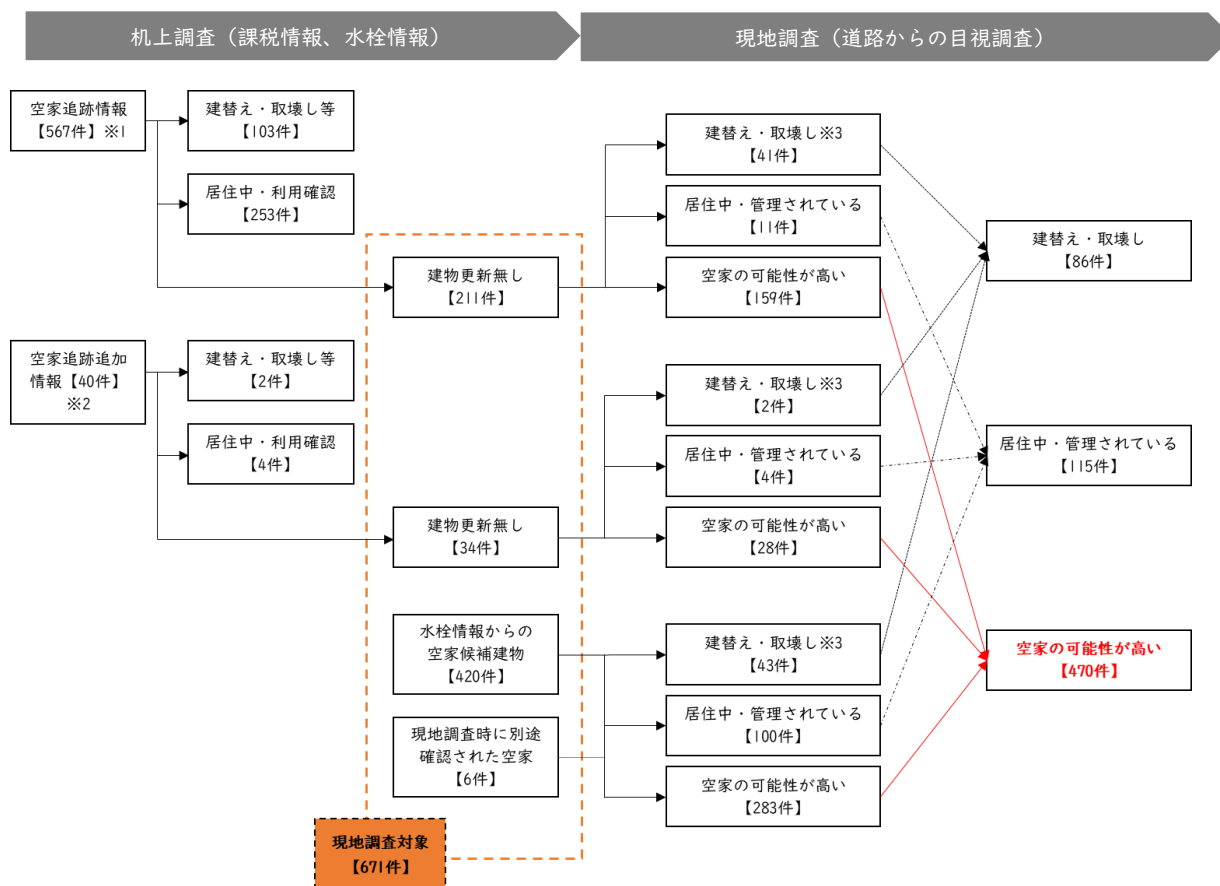 机上調査（課税情報、水栓情報）
現地調査（道路からの目視調査）
空家追跡情報
【567件】※1
建替え・取壊し等
【103件】
居住中・利用確認
【253件】
建物更新無し
【211件】
建替え・取壊し※3
【41件】
居住中・管理されている
【11件】
空家の可能性が高い
【159件】
空家追跡追加
情報【40件】
※2
建替え・取壊し等
【2件】
居住中・利用確認
【4件】
建物更新無し
【34件】
建替え・取壊し※3
【2件】
居住中・管理されている
【4件】
空家の可能性が高い
【28件】
水栓情報からの
空家候補建物
【420件】
現地調査時に別途
確認された空家
【6件】
建替え・取壊し※3
【43件】
居住中・管理されている
【100件】
空家の可能性が高い
【283件】
現地調査対象
【671件】
建替え・取壊し
【86件】
居住中・管理されている
【115件】
空家の可能性が高い
【470件】